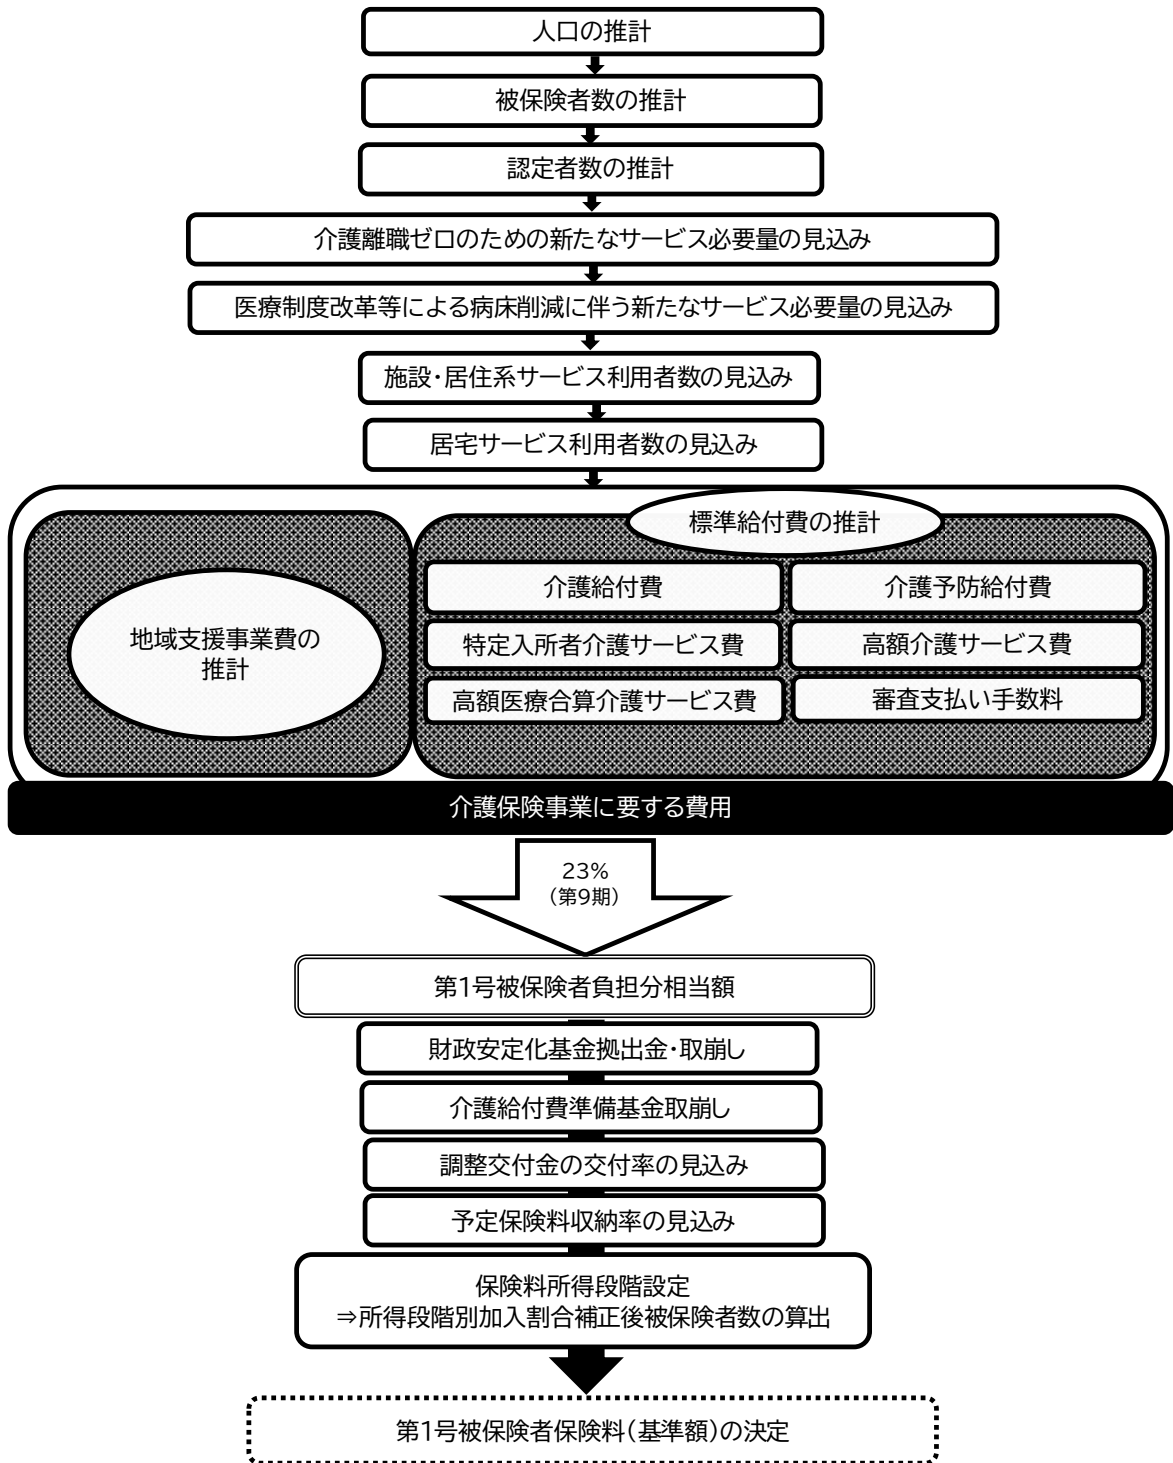 人口の推計
被保険者数の推計
認定者数の推計
介護離職ゼロのための新たなサービス必要量の見込み
医療制度改革等による病床削減に伴う新たなサービス必要量の見込み
施設・居住系サービス利用者数の見込み
居宅サービス利用者数の見込み
標準給付費の推計
地域支援事業費の
推計
介護給付費
介護予防給付費
特定入所者介護サービス費
高額介護サービス費
高額医療合算介護サービス費
審査支払い手数料
介護保険事業に要する費用
23%
（第9期）
第1号被保険者負担分相当額
財政安定化基金拠出金・取崩し
介護給付費準備基金取崩し
調整交付金の交付率の見込み
予定保険料収納率の見込み
保険料所得段階設定
⇒所得段階別加入割合補正後被保険者数の算出
第1号被保険者保険料（基準額）の決定